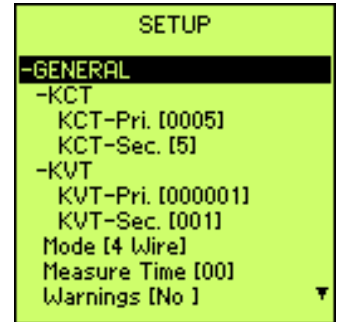 SETUP
-GENERAL
-KCT
KCT-Pri. [0005]
KCT-Sec. [5]
-KVT
KVT-Pri. [000001]
KVT-Sec. [001]
Mode [4 Wire]
Measure Time [00]
Warnings [No ]